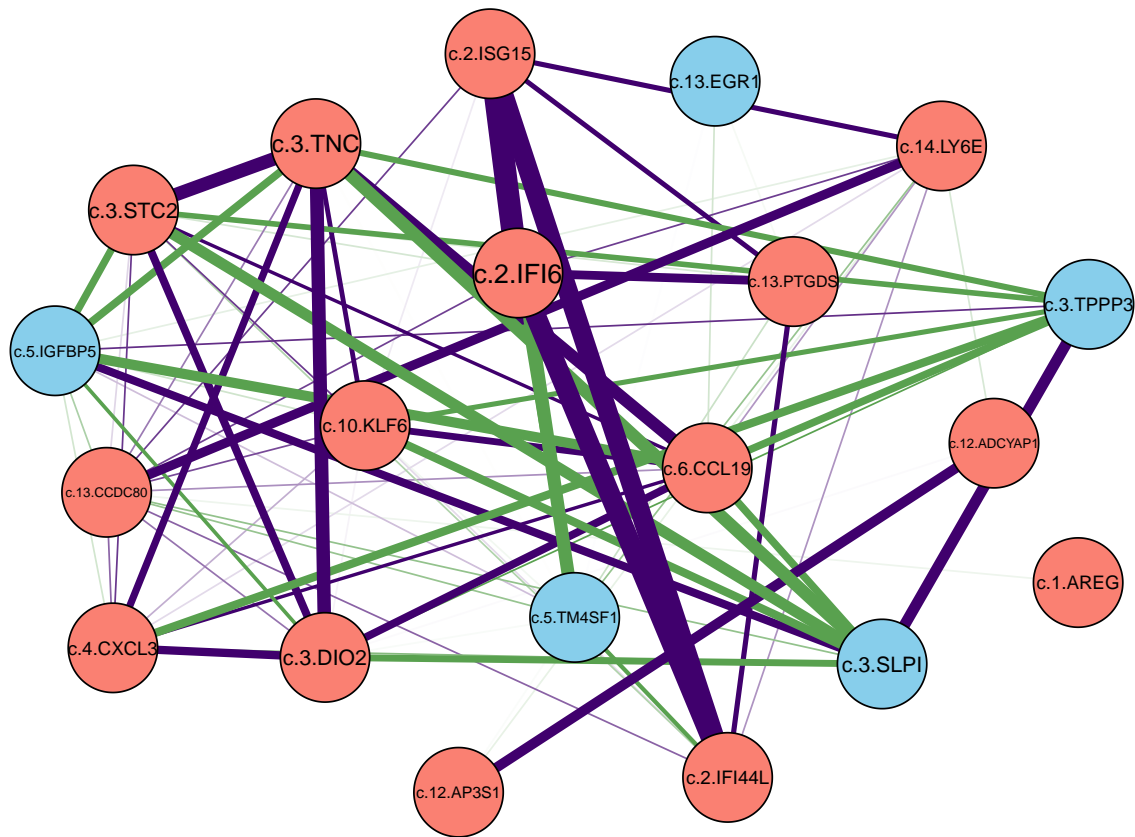 c.2.ISG15
c.13.EGR1
c.14.LY6E
c.3.TNC
c.3.STC2
c.2.IFI6
c.13.PTGDS
c.3.TPPP3
c.5.IGFBP5
c.10.KLF6
c.12.ADCYAP1
c.6.CCL19
c.13.CCDC80
c.1.AREG
c.5.TM4SF1
c.4.CXCL3
c.3.DIO2
c.3.SLPI
c.2.IFI44L
c.12.AP3S1